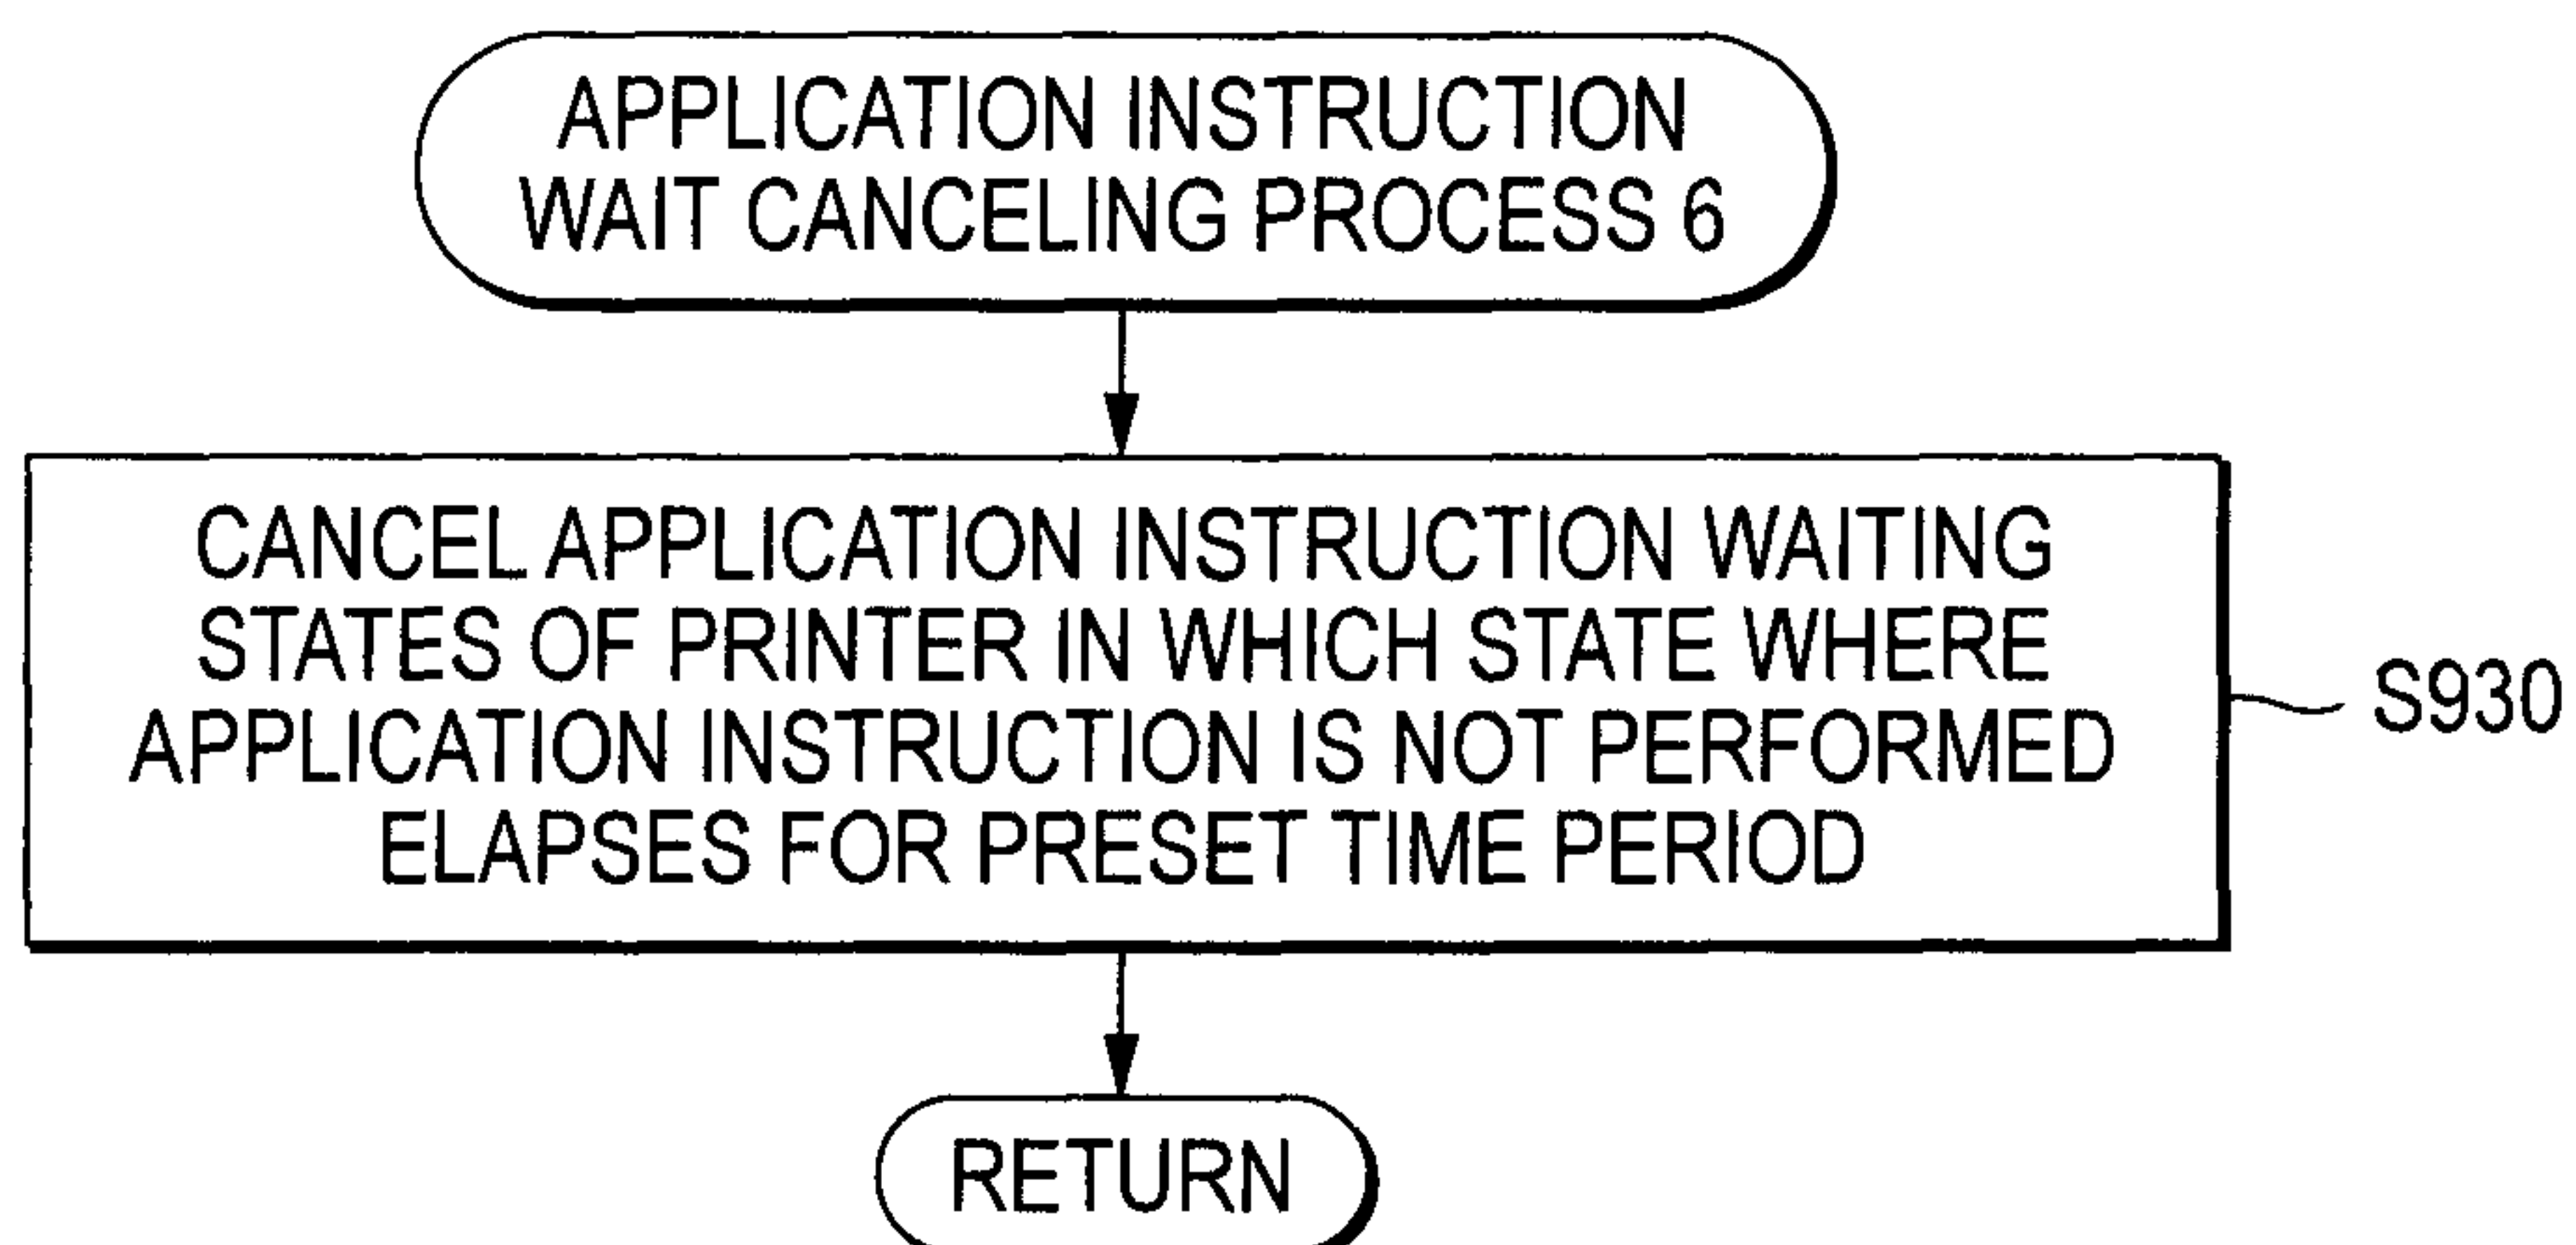 APPLICATION INSTRUCTION
WAIT CANCELING PROCESS 6
CANCEL APPLICATION INSTRUCTION WAITING
STATES OF PRINTER IN WHICH STATE WHERE
APPLICATION INSTRUCTION IS NOT PERFORMED
ELAPSES FOR PRESET TIME PERIOD
S930
RETURN